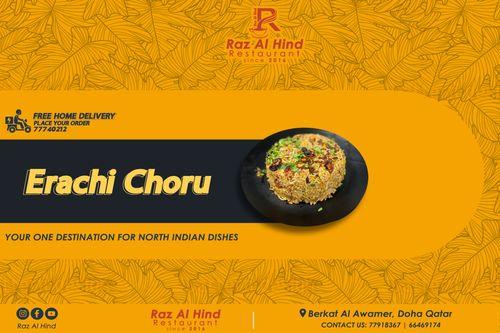 Raz Al Hind
Restaurant
since 2016
FREE HOME DELIVERY
PLACE YOUR ORDER
77740212
Erachi Choru
YOUR ONE DESTINATION FOR NORTH INDIAN DISHES
Raz Al Hind
Raz Al Hind
Restaurant
since 2016
Berkat Al Awamer, Doha Qatar
CONTACT US: 77918367 | 66469174